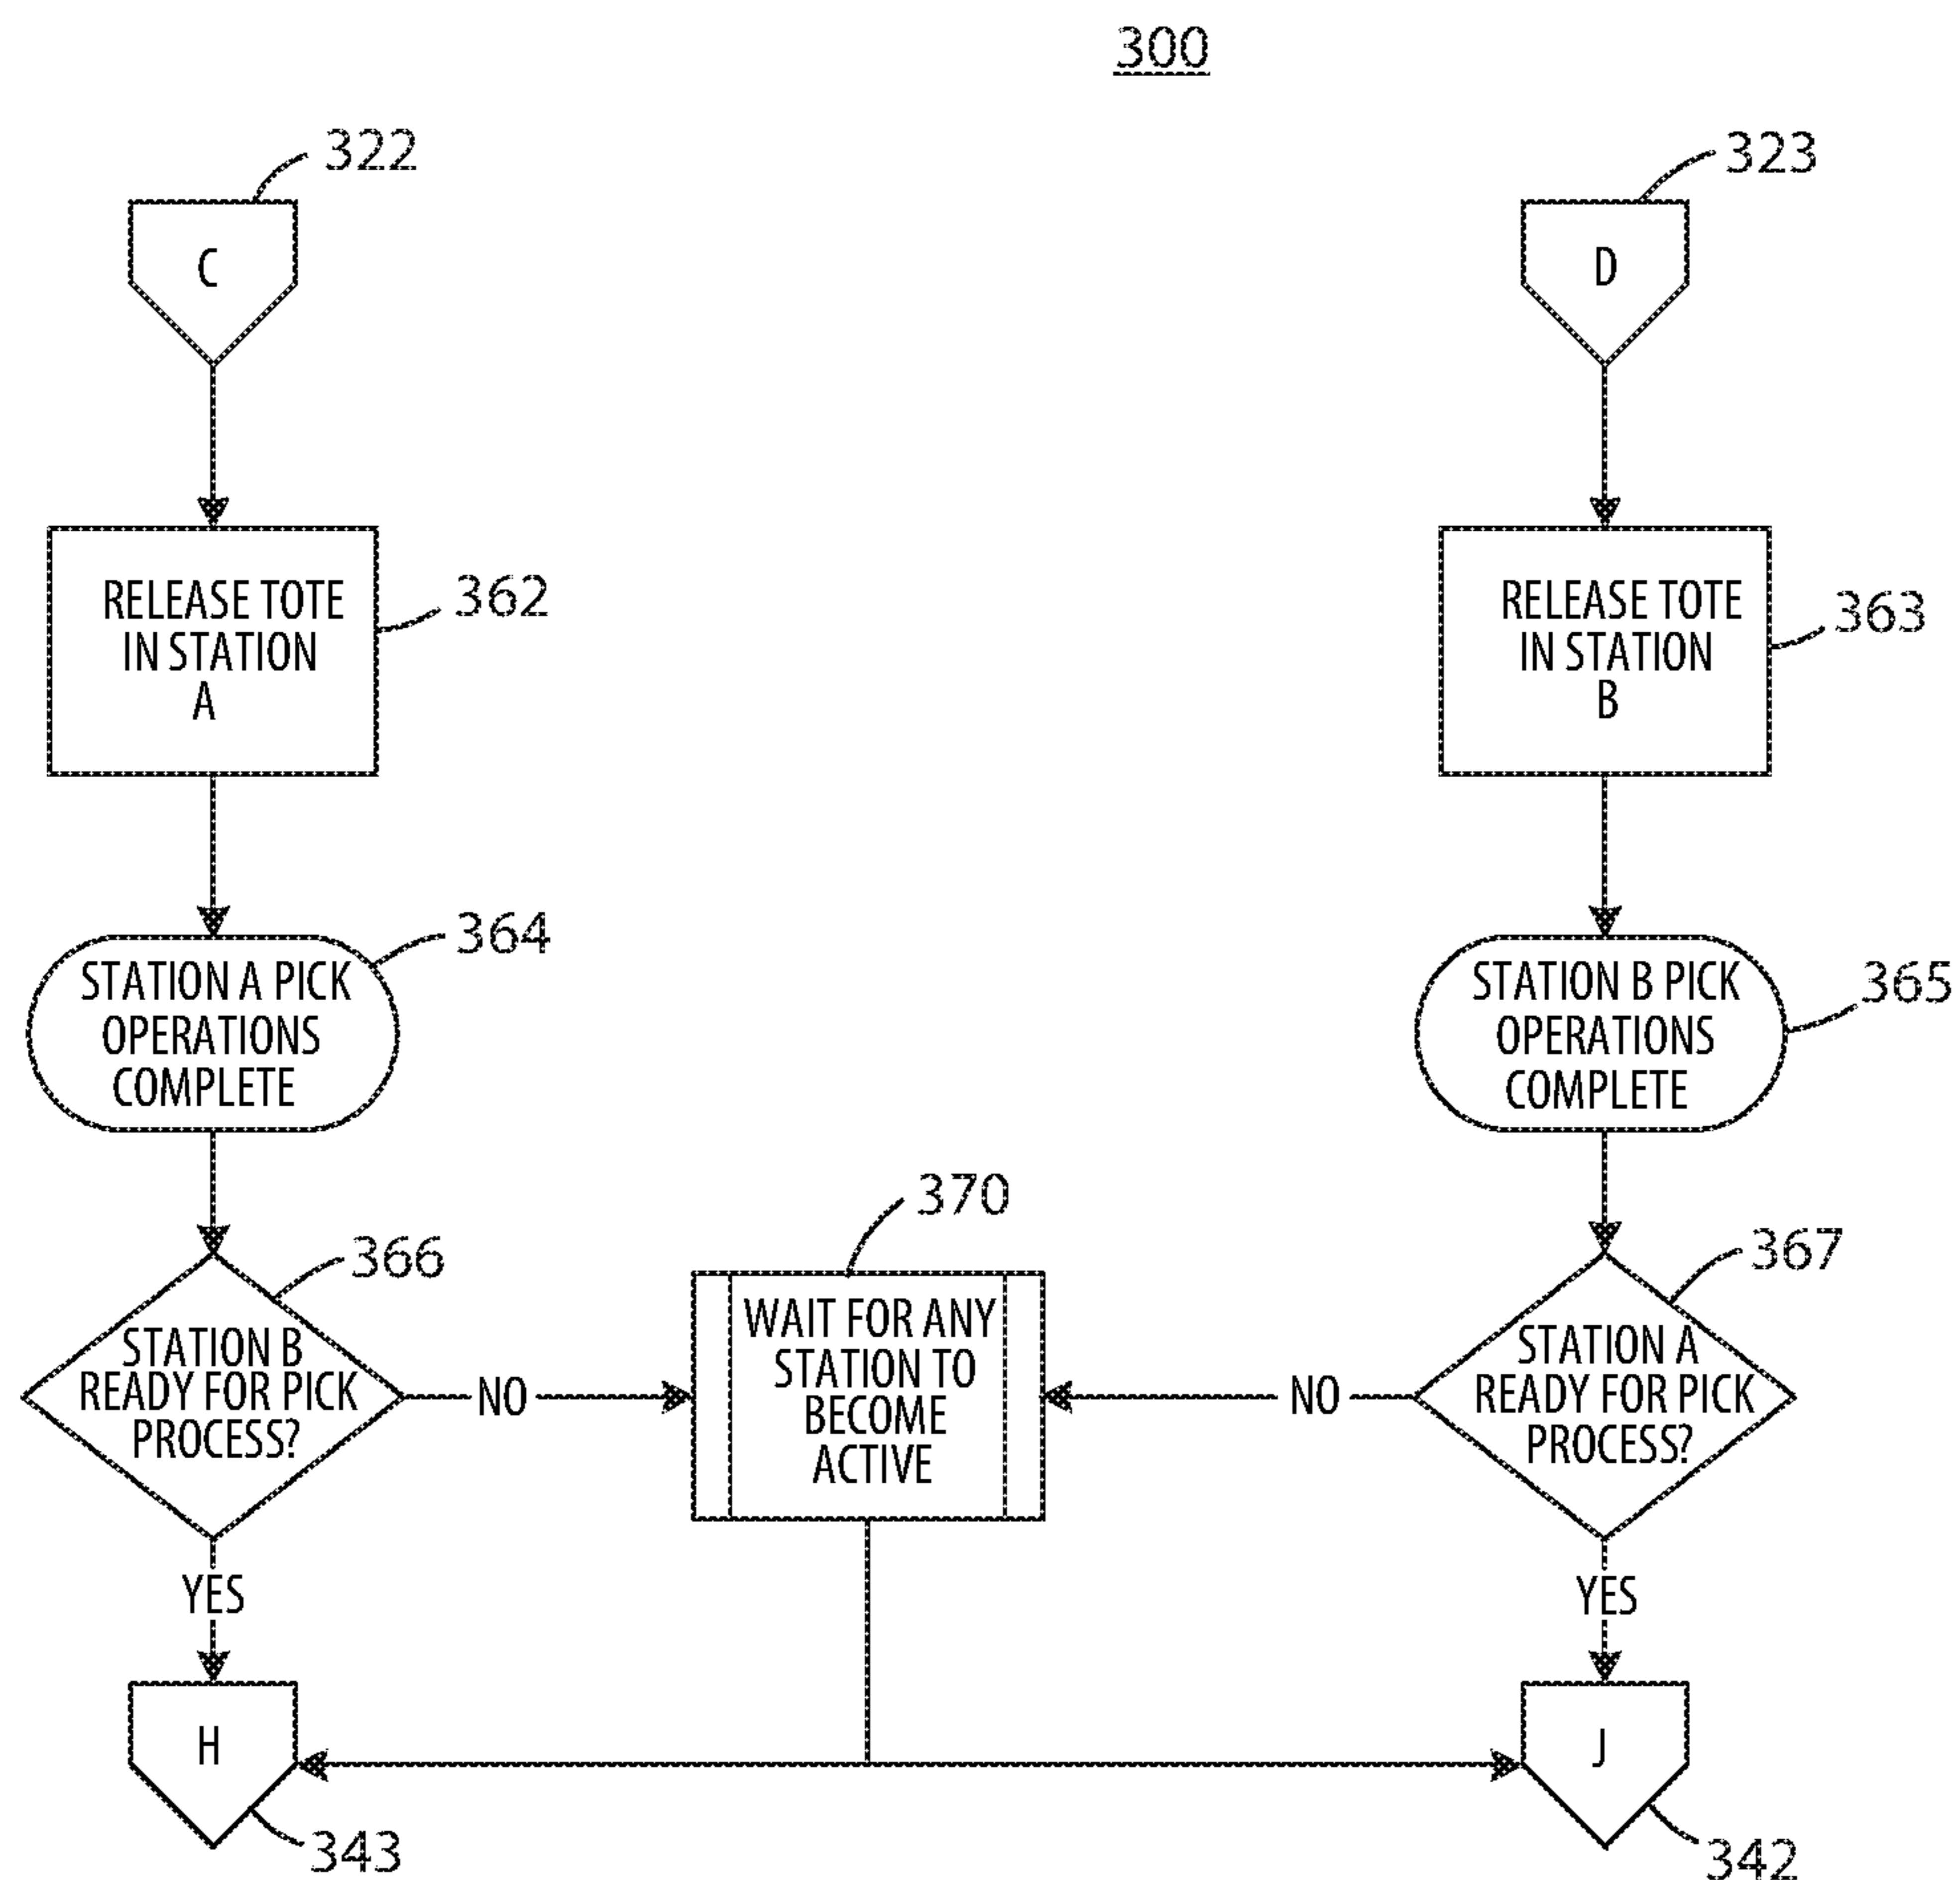 300
322
323
C
D
RELEASE TOTE
IN STATION
A
362
RELEASE TOTE
IN STATION
B
363
STATION A PICK
OPERATIONS
COMPLETE
364
STATION B PICK
OPERATIONS
COMPLETE
365
366
STATION B
READY FOR PICK
PROCESS?
NO
370
WAIT FOR ANY
STATION TO
BECOME
ACTIVE
NO
367
STATION A
READY FOR PICK
PROCESS?
YES
YES
H
J
343
342